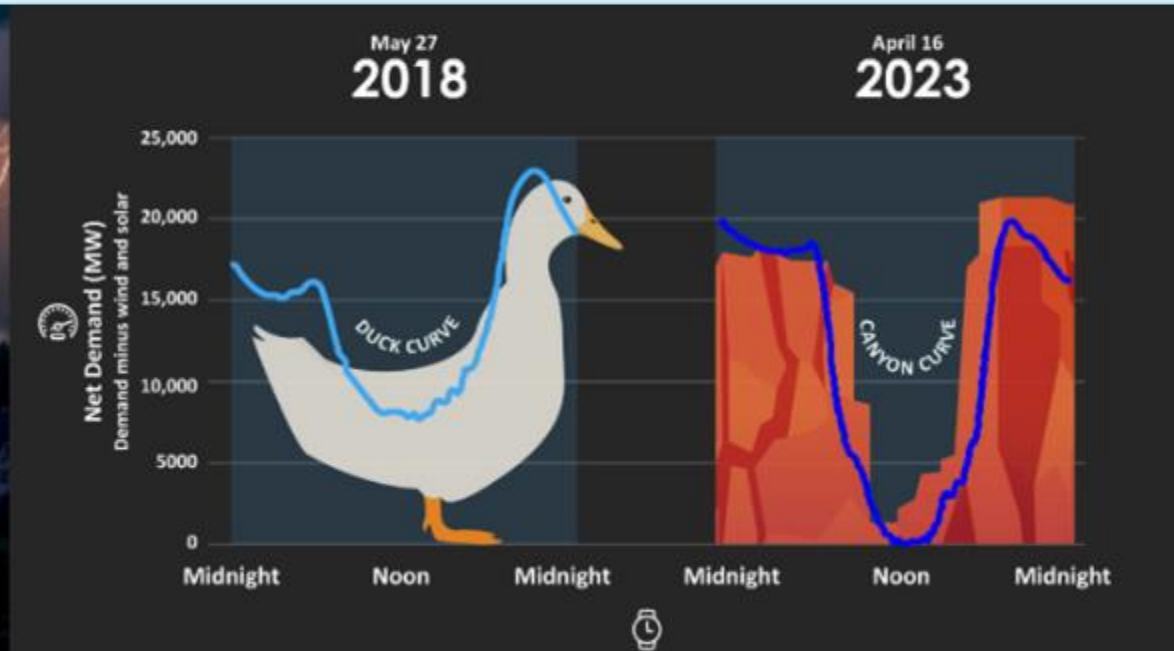 May 27
2018
April 16
2023
Net Demand (MW)
Demand minus wind and solar
25,000
20,000
15,000
10,000
5000
0
DUCK CURVE
CANYON CURVE
Midnight
Noon
Midnight
Midnight
Noon
Midnight